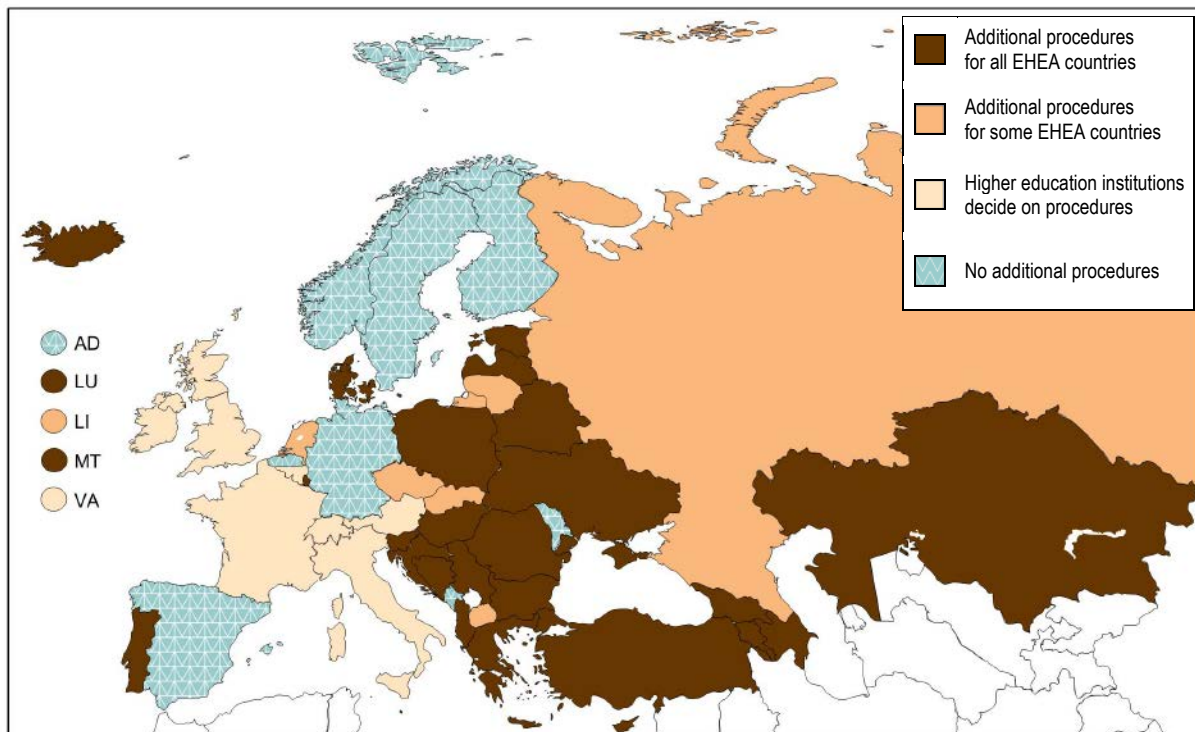 Additional procedures
for all EHEA countries
Additional procedures
for some EHEA countries
Higher education institutions
decide on procedures
No additional procedures
AD
LU
LI
MT
VA